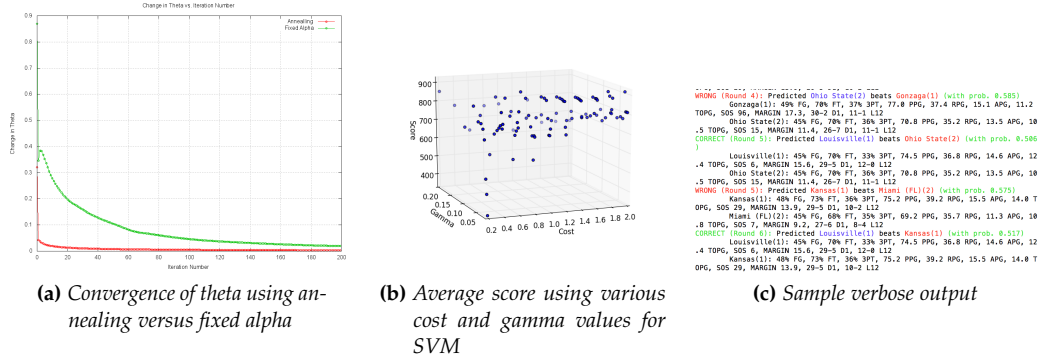 Change in Theta vs. Iteration Number
Annealing
Fixed Alpha
0.9
0.8
0.7
0.6
0.5
0.4
0.3
0.2
0.1
0
Change in Theta
0 20 40 60 80 100 120 140 160 180 200
Iteration Number
(a) Convergence of theta using an-
nealing versus fixed alpha
900
800
700
600
500
400
Score
0.20
0.15
0.10
0.05
Gamma
0.2 0.4 0.6 0.8 1.0 1.2 1.4 1.6 1.8 2.0
Cost
(b) Average score using various
cost and gamma values for
SVM
WRONG (Round 4): Predicted Ohio State(2) beats Gonzaga(1) (with prob. 0.585)
Gonzaga(1): 49% FG, 70% FT, 37% 3PT, 77.0 PPG, 37.4 RPG, 15.1 APG, 11.2
TOPG, SOS 96, MARGIN 17.3, 30-2 D1, 11-1 L12
Ohio State(2): 45% FG, 70% FT, 36% 3PT, 70.8 PPG, 35.2 RPG, 13.5 APG, 10
.5 TOPG, SOS 15, MARGIN 11.4, 26-7 D1, 11-1 L12
CORRECT (Round 5): Predicted Louisville(1) beats Ohio State(2) (with prob. 0.506
)
Louisville(1): 45% FG, 70% FT, 33% 3PT, 74.5 PPG, 36.8 RPG, 14.6 APG, 12
.4 TOPG, SOS 6, MARGIN 15.6, 29-5 D1, 12-0 L12
Ohio State(2): 45% FG, 70% FT, 36% 3PT, 70.8 PPG, 35.2 RPG, 13.5 APG, 10
.5 TOPG, SOS 15, MARGIN 11.4, 26-7 D1, 11-1 L12
WRONG (Round 5): Predicted Kansas(1) beats Miami (FL)(2) (with prob. 0.575)
Kansas(1): 48% FG, 73% FT, 36% 3PT, 75.2 PPG, 39.2 RPG, 15.5 APG, 14.0 T
OPG, SOS 29, MARGIN 13.9, 29-5 D1, 10-2 L12
Miami (FL)(2): 45% FG, 68% FT, 35% 3PT, 69.2 PPG, 35.7 RPG, 11.3 APG, 10
.8 TOPG, SOS 7, MARGIN 9.2, 27-6 D1, 8-4 L12
CORRECT (Round 6): Predicted Louisville(1) beats Kansas(1) (with prob. 0.517)
Louisville(1): 45% FG, 70% FT, 33% 3PT, 74.5 PPG, 36.8 RPG, 14.6 APG, 12
.4 TOPG, SOS 6, MARGIN 15.6, 29-5 D1, 12-0 L12
Kansas(1): 48% FG, 73% FT, 36% 3PT, 75.2 PPG, 39.2 RPG, 15.5 APG, 14.0 T
OPG, SOS 29, MARGIN 13.9, 29-5 D1, 10-2 L12
(c) Sample verbose output